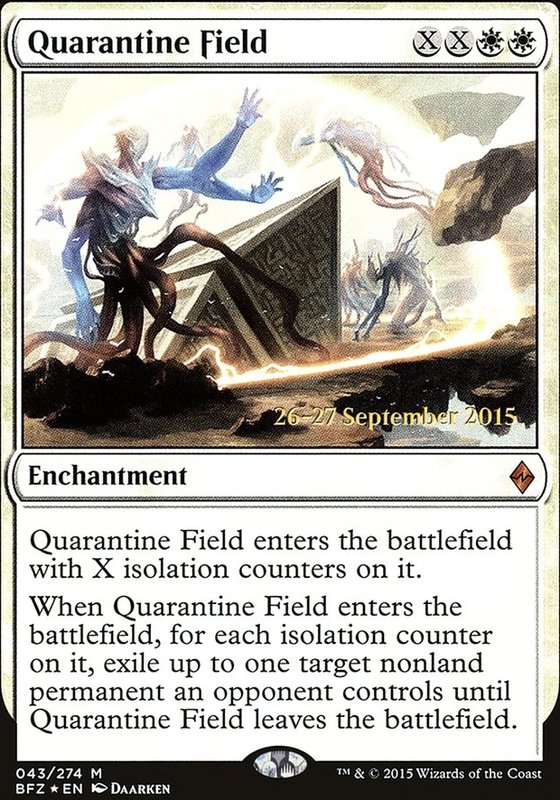 Quarantine Field XX
26–27 September 2015
Enchantment
Quarantine Field enters the battlefield
with X isolation counters on it.
When Quarantine Field enters the
battlefield, for each isolation counter
on it, exile up to one target nonland
permanent an opponent controls until
Quarantine Field leaves the battlefield.
043/274 M
BFZ ★ EN Daarken
™ & © 2015 Wizards of the Coast